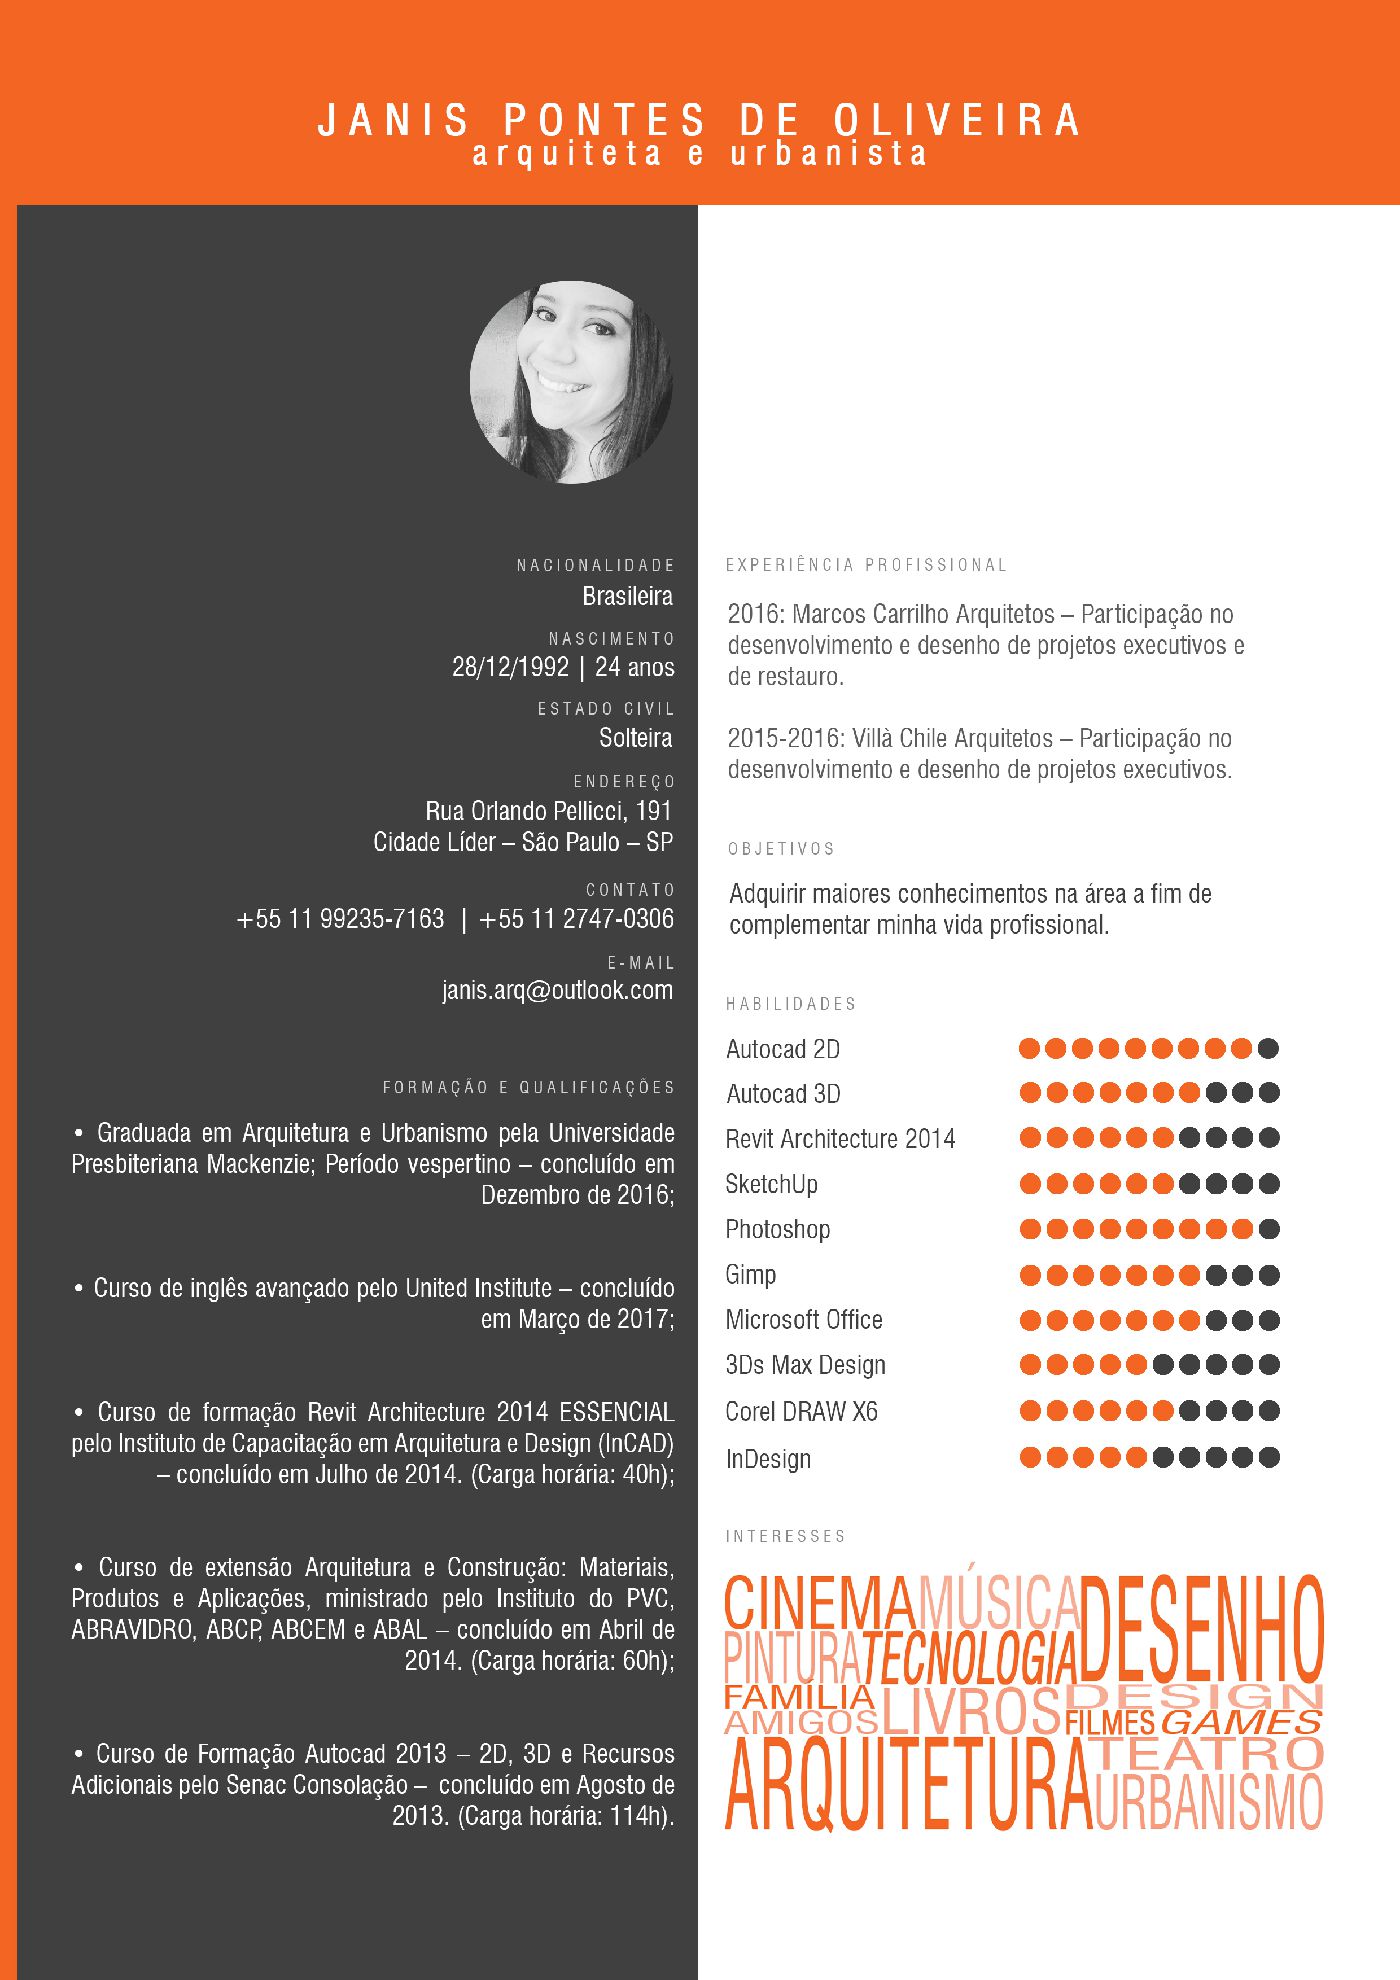 JANIS PONTES DE OLIVEIRA
arquiteta e urbanista
NACIONALIDADE
Brasileira
NASCIMENTO
28/12/1992 | 24 anos
ESTADO CIVIL
Solteira
ENDEREÇO
Rua Orlando Pellicci, 191
Cidade Líder – São Paulo – SP
CONTATO
+55 11 99235-7163 | +55 11 2747-0306
E-MAIL
janis.arq@outlook.com
FORMAÇÃO E QUALIFICAÇÕES
• Graduada em Arquitetura e Urbanismo pela Universidade
Presbiteriana Mackenzie; Período vespertino – concluído em
Dezembro de 2016;
• Curso de inglês avançado pelo United Institute – concluído
em Março de 2017;
• Curso de formação Revit Architecture 2014 ESSENCIAL
pelo Instituto de Capacitação em Arquitetura e Design (InCAD)
– concluído em Julho de 2014. (Carga horária: 40h);
• Curso de extensão Arquitetura e Construção: Materiais,
Produtos e Aplicações, ministrado pelo Instituto do PVC,
ABRAVIDRO, ABCP, ABCEM e ABAL – concluído em Abril de
2014. (Carga horária: 60h);
• Curso de Formação Autocad 2013 – 2D, 3D e Recursos
Adicionais pelo Senac Consolação – concluído em Agosto de
2013. (Carga horária: 114h).
EXPERIÊNCIA PROFISSIONAL
2016: Marcos Carrilho Arquitetos – Participação no
desenvolvimento e desenho de projetos executivos e
de restauro.
2015-2016: Villà Chile Arquitetos – Participação no
desenvolvimento e desenho de projetos executivos.
OBJETIVOS
Adquirir maiores conhecimentos na área a fim de
complementar minha vida profissional.
HABILIDADES
Autocad 2D
Autocad 3D
Revit Architecture 2014
SketchUp
Photoshop
Gimp
Microsoft Office
3Ds Max Design
Corel DRAW X6
InDesign
INTERESSES
CINEMA MÚSICA DESENHO
PINTURA TECNOLOGIA
FAMÍLIA LIVROS DESIGN
AMIGOS FILMES GAMES
ARQUITETURA TEATRO
URBANISMO